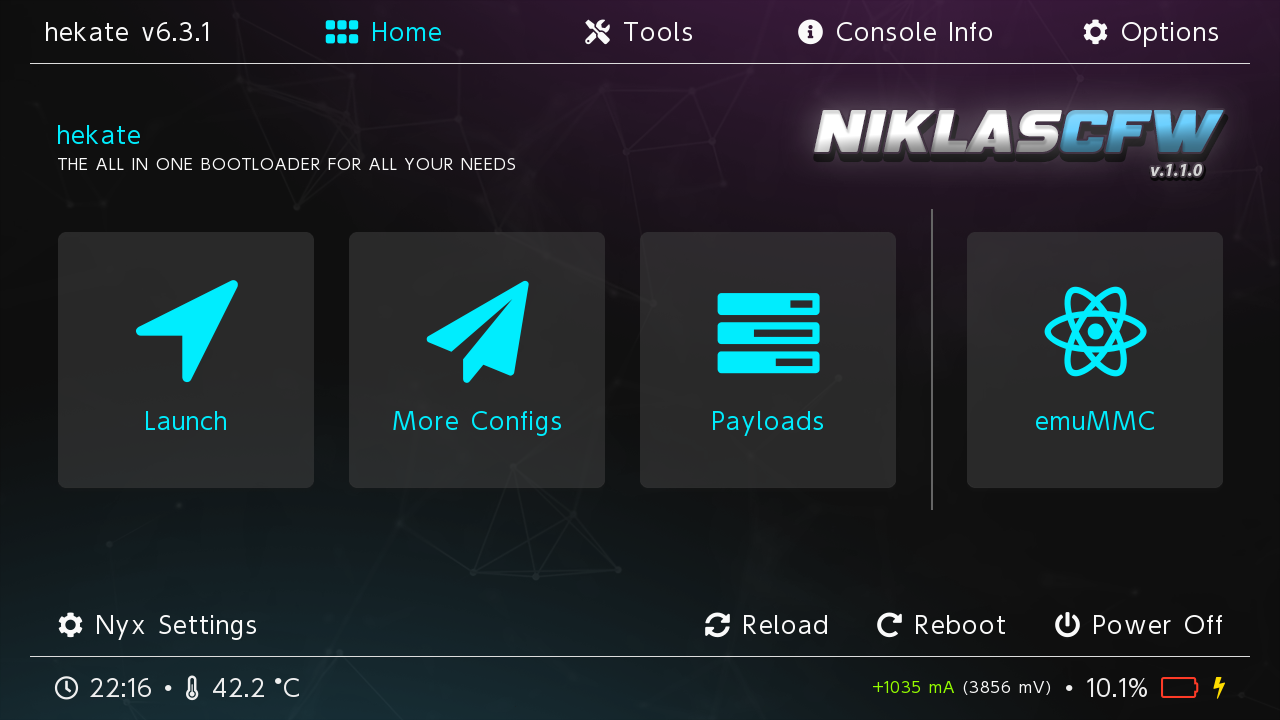 hekate v6.3.1 Home Tools Console Info Options
hekate
THE ALL IN ONE BOOTLOADER FOR ALL YOUR NEEDS
NIKLASCFW
v.1.1.0
Launch
More Configs
Payloads
emuMMC
Nyx Settings Reload Reboot Power Off
22:16 • 42.2 °C +1035 mA (3856 mV) • 10.1%